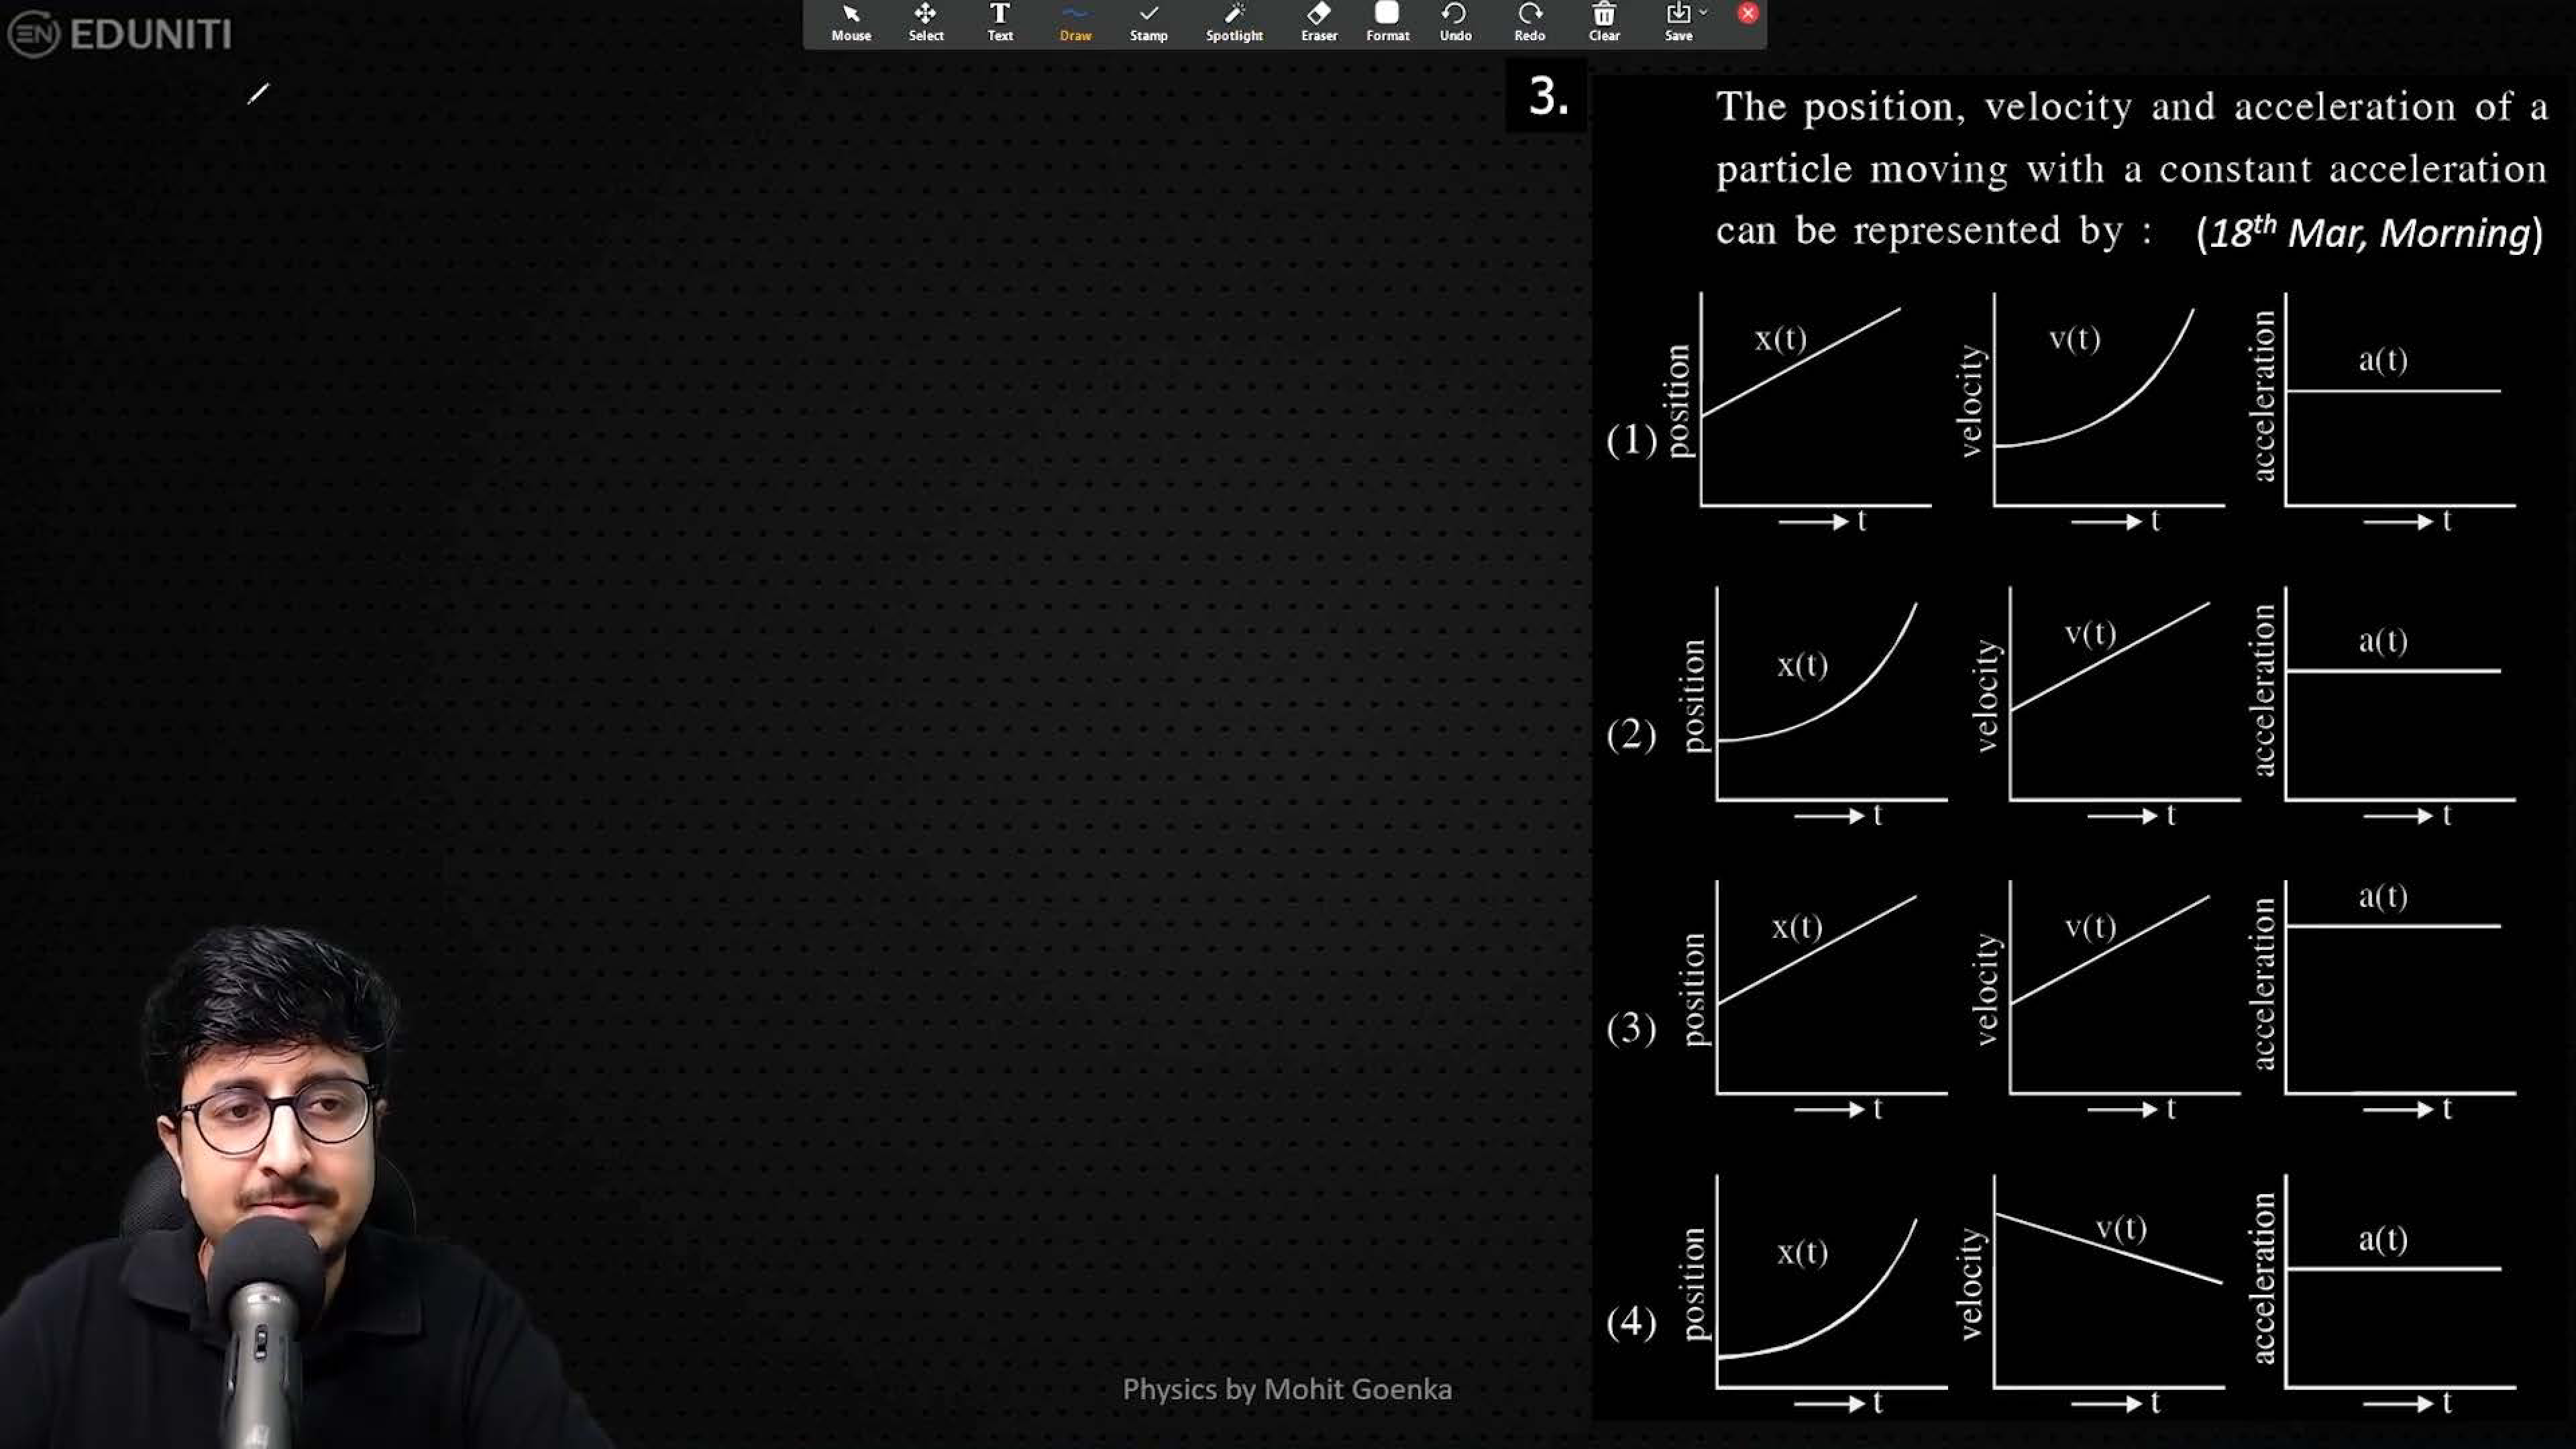 EN EDUNITI
Mouse Select Text Draw Stamp Spotlight Eraser Format Undo Redo Clear Save
3.
The position, velocity and acceleration of a
particle moving with a constant acceleration
can be represented by : (18th Mar, Morning)
(1)
position x(t) t
velocity v(t) t
acceleration a(t) t
(2)
position x(t) t
velocity v(t) t
acceleration a(t) t
(3)
position x(t) t
velocity v(t) t
acceleration a(t) t
(4)
position x(t) t
velocity v(t) t
acceleration a(t) t
Physics by Mohit Goenka